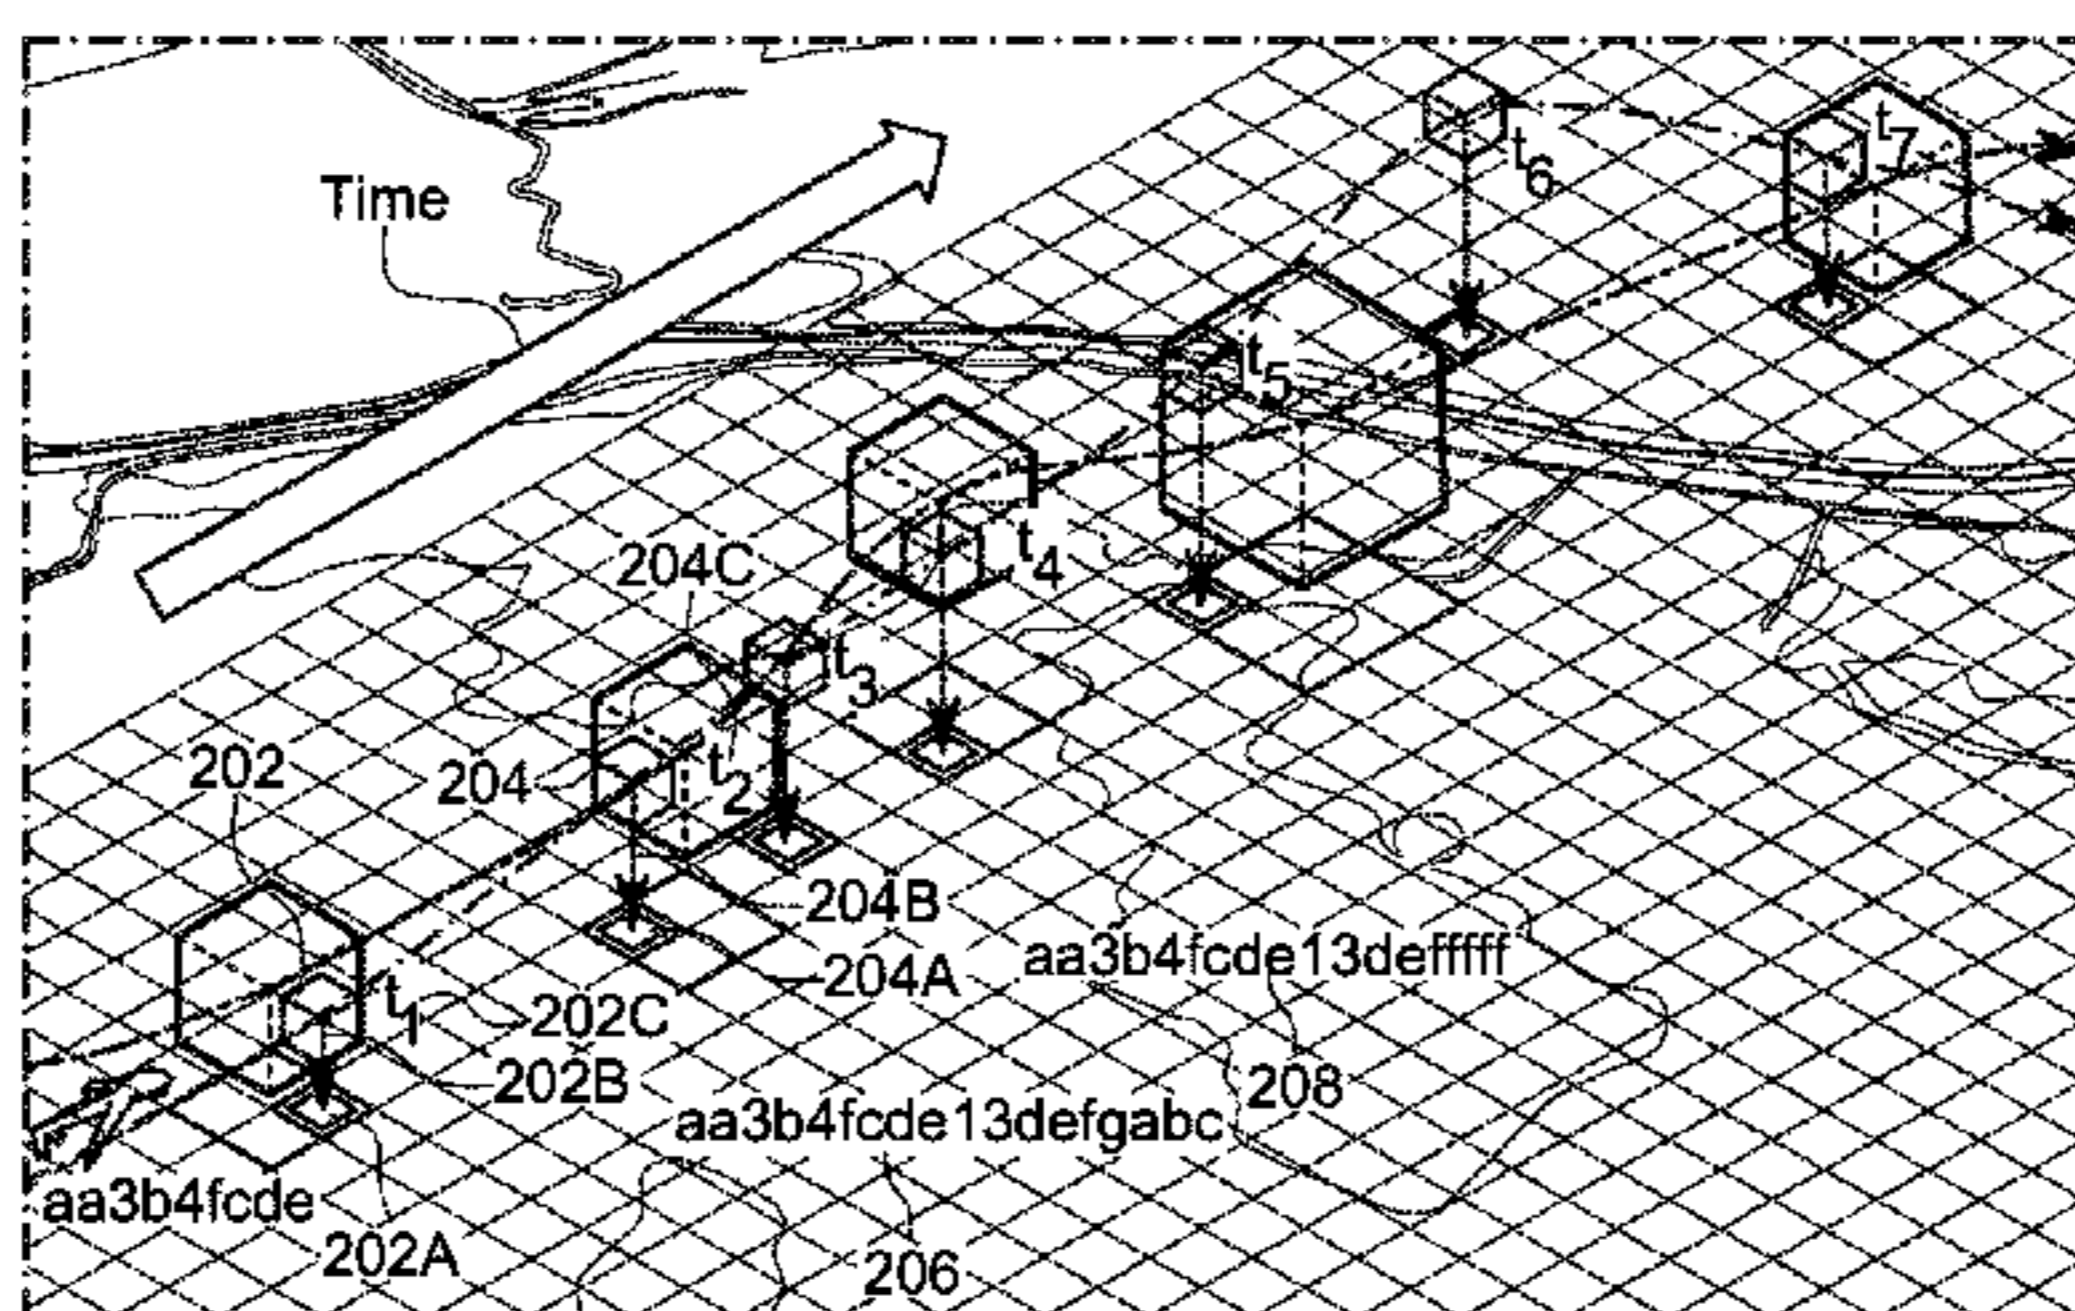 Time
t6
t7
t5
t4
204C
t3
202
204
t2
204B
204A
aa3b4fcde13defffff
t1
202C
202B
208
aa3b4fcde13defgabc
aa3b4fcde
202A
206